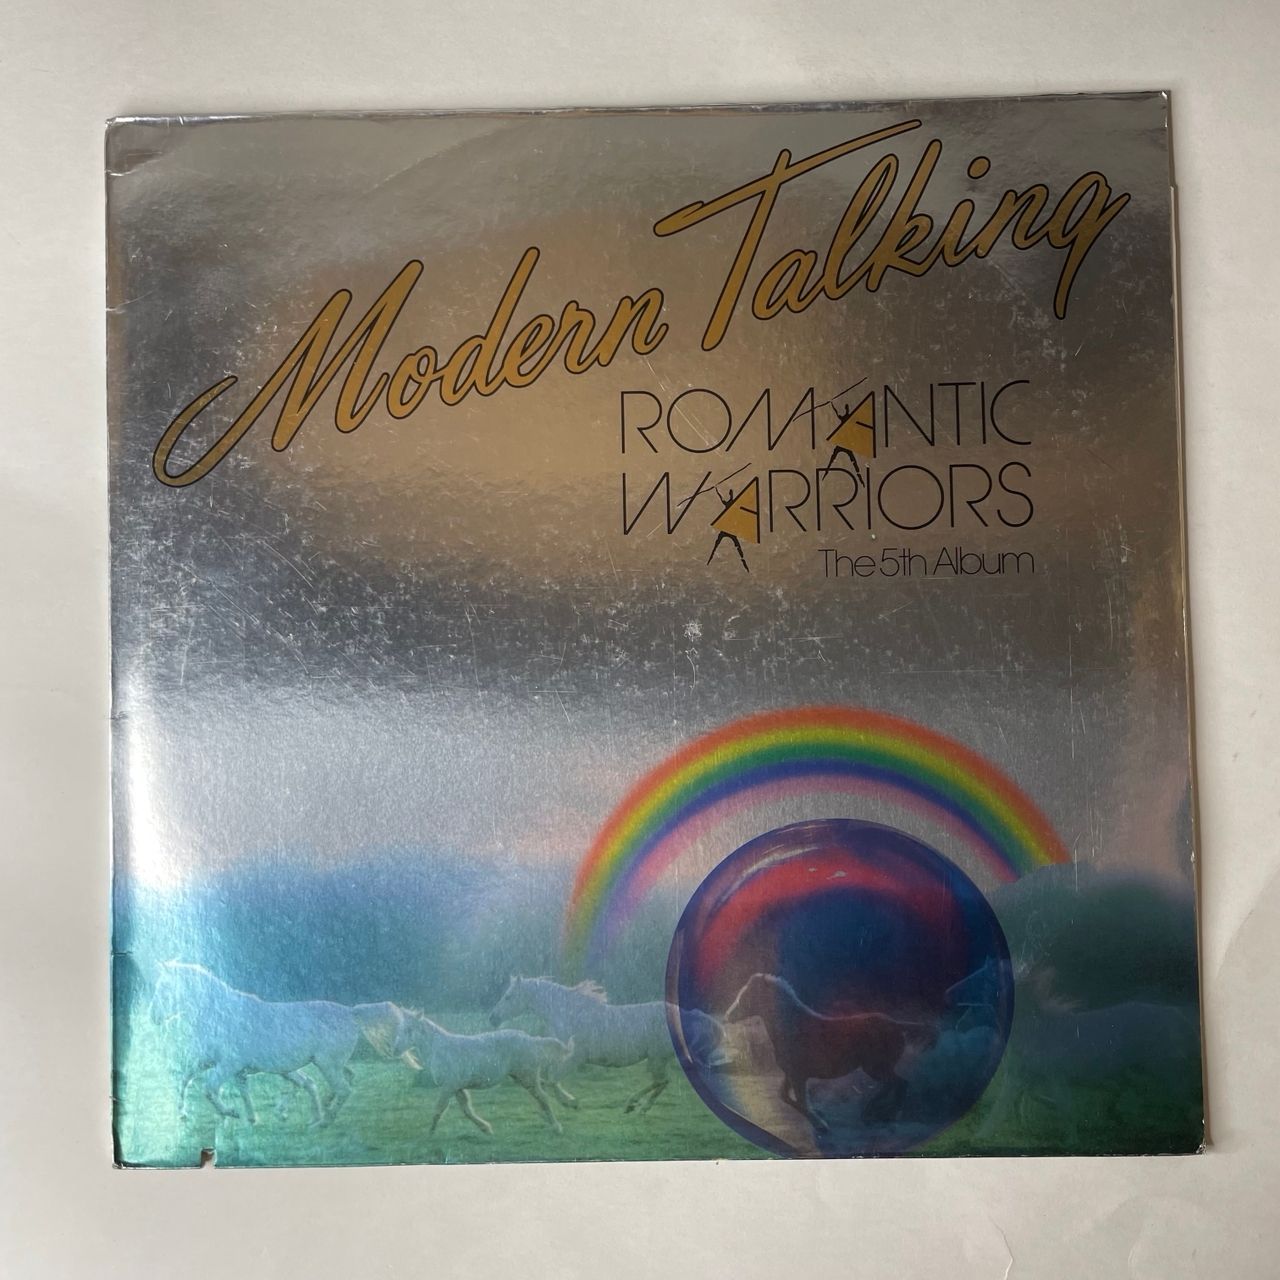 Modern Talking
ROMANTIC
WARRIORS
The 5th Album